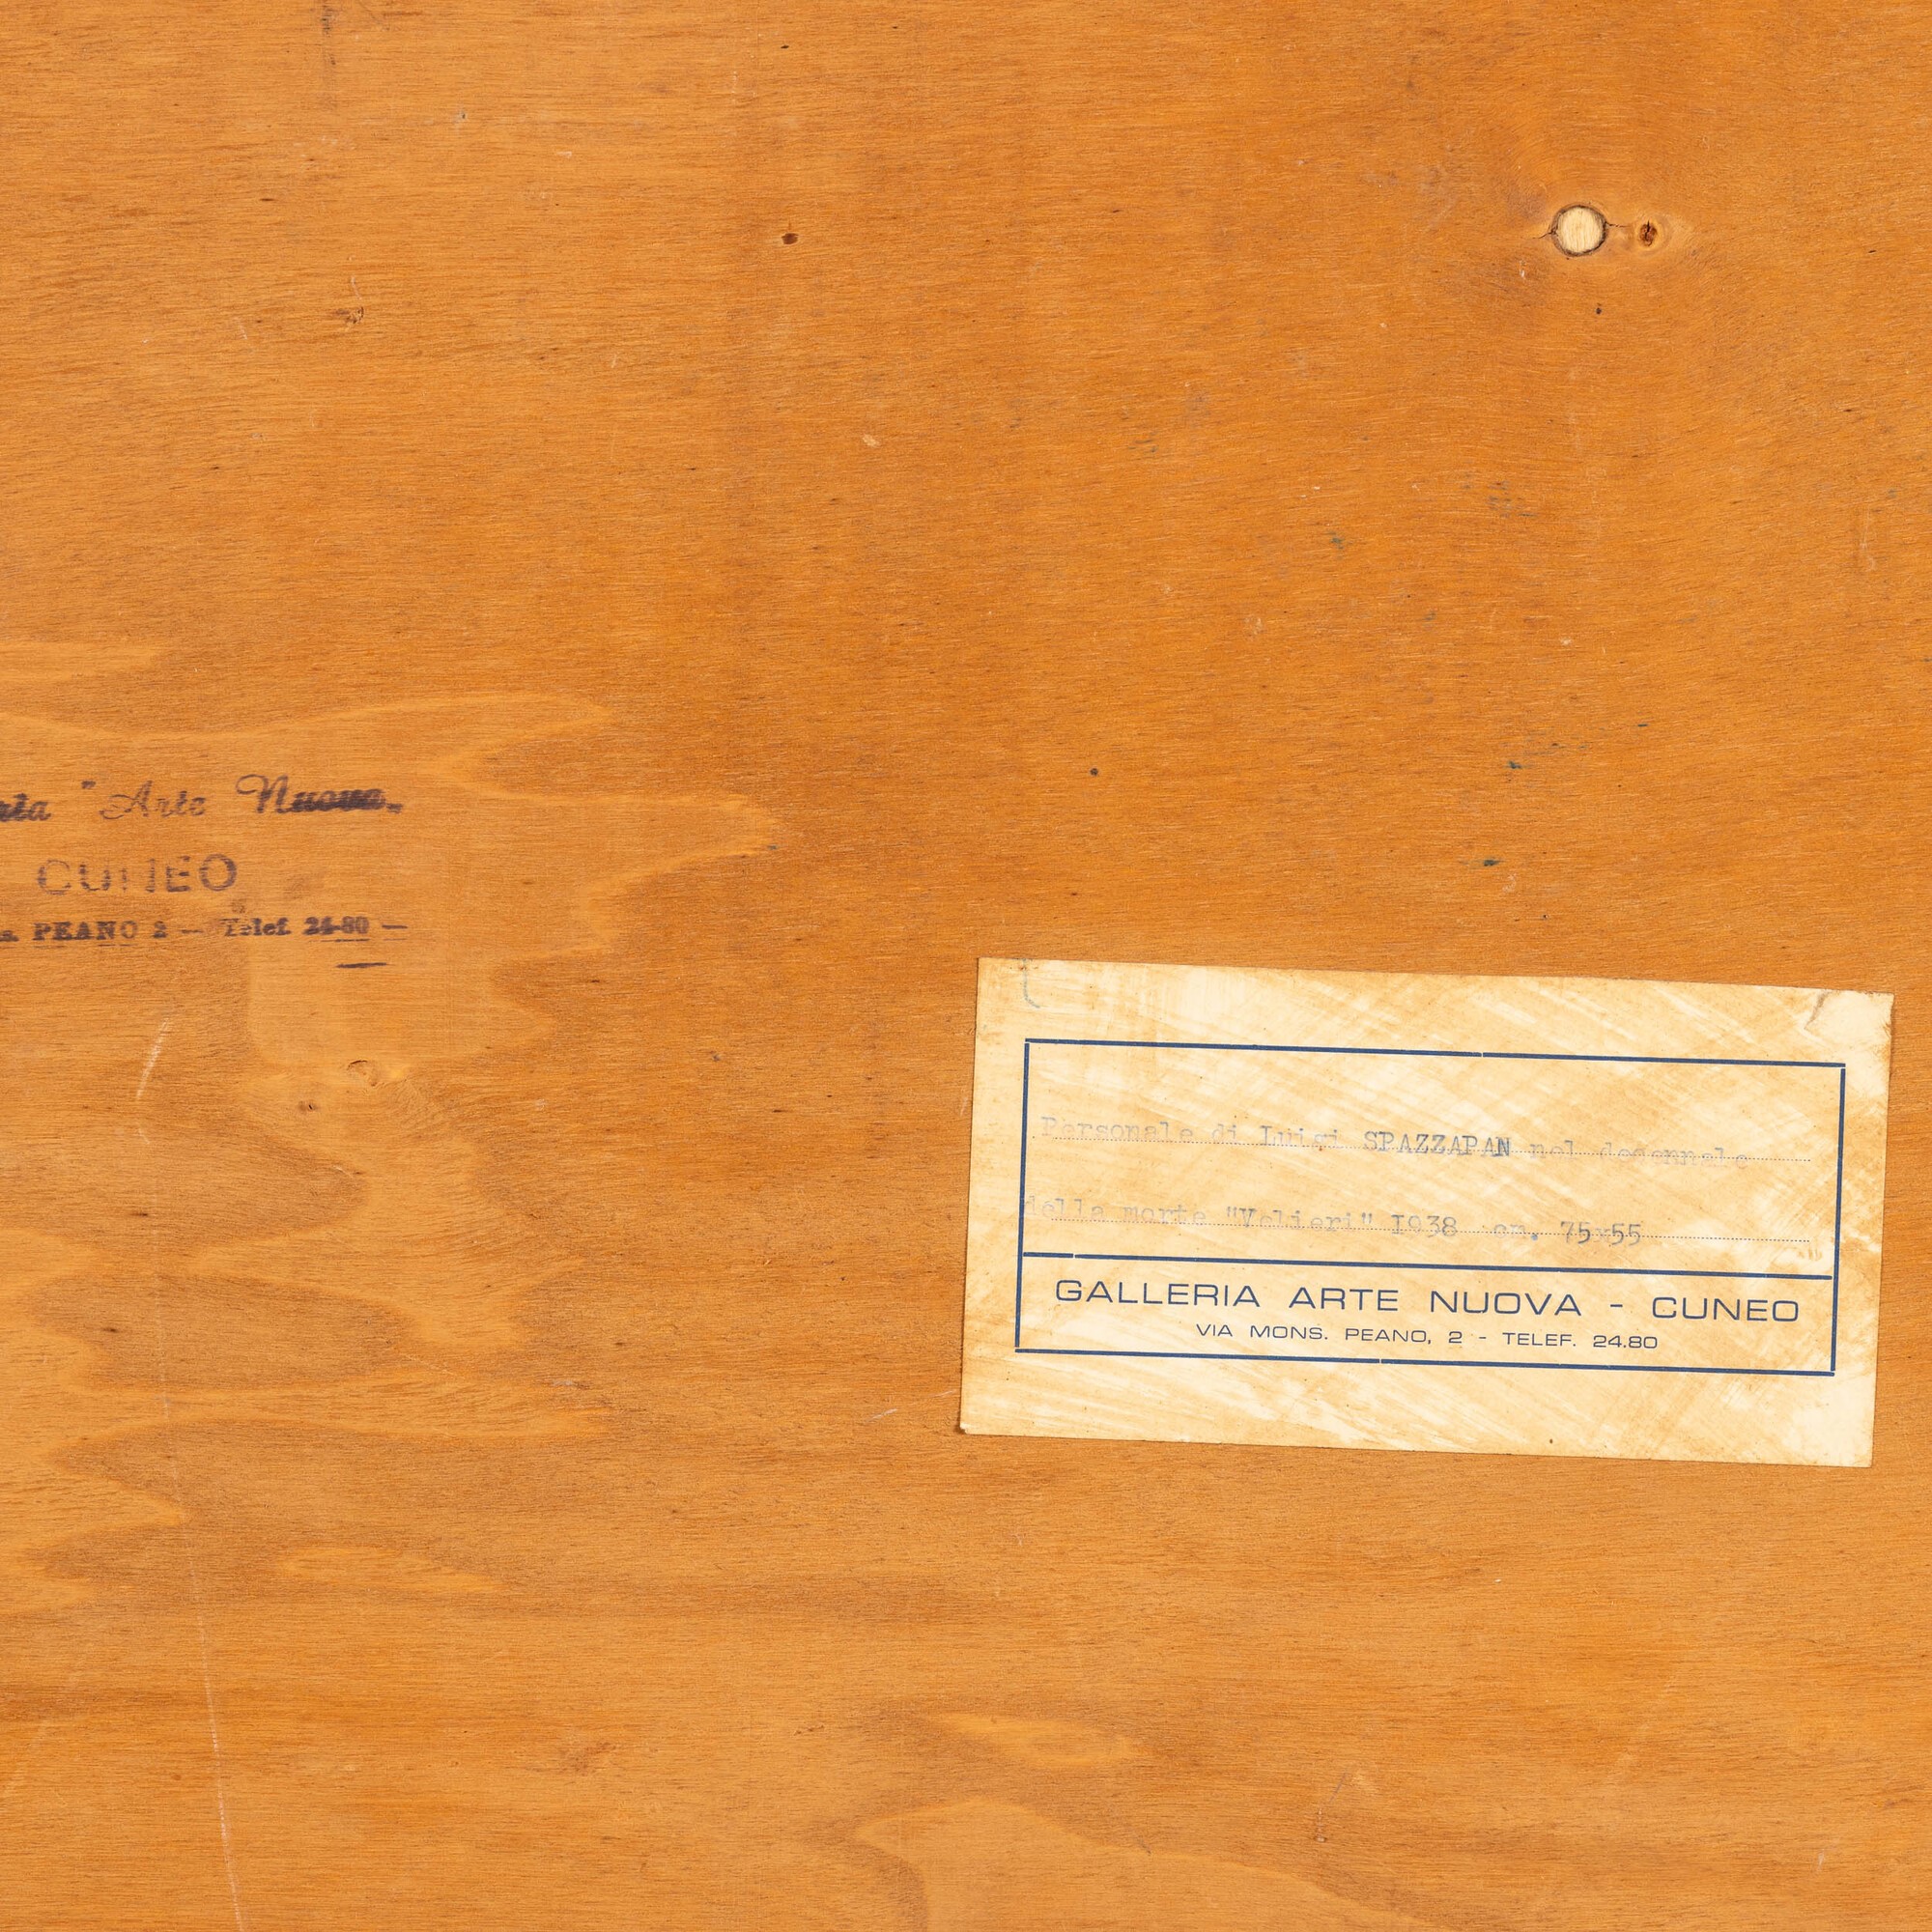 "Arte Nuova„
CUNEO
PEANO 2 — Telef. 24-80 —
Personale di Luigi SPAZZAPAN nel decennale
della morte "Velieri" I938 cm. 75x55
GALLERIA ARTE NUOVA - CUNEO
VIA MONS. PEANO, 2 - TELEF. 24.80